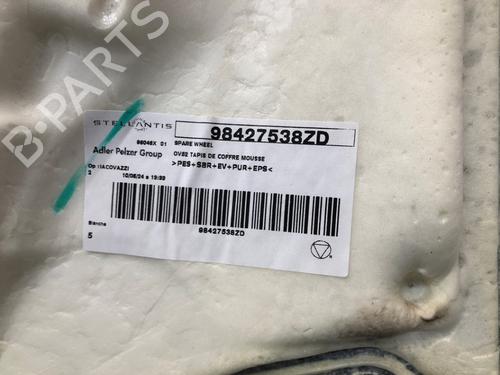 STELLANTIS
98427538ZD
98046X 01 SPARE WHEEL
Adler Pelzer Group OV52 TAPIS DE COFFRE MOUSSE
>PES+SBR+EV+PUR+EPS<
Op IACOVAZZI
2 10/06/24 a 19:39
Blanche
5
98427538ZD
B-PARTS